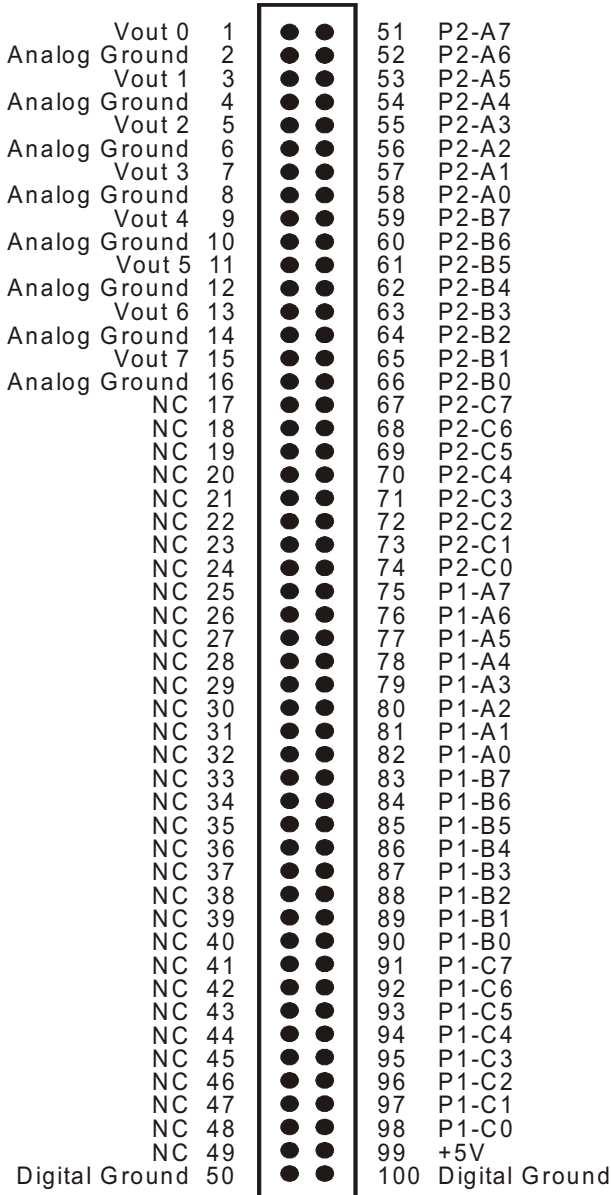 Vout 0 1 51 P2-A7
Analog Ground 2 52 P2-A6
Vout 1 3 53 P2-A5
Analog Ground 4 54 P2-A4
Vout 2 5 55 P2-A3
Analog Ground 6 56 P2-A2
Vout 3 7 57 P2-A1
Analog Ground 8 58 P2-A0
Vout 4 9 59 P2-B7
Analog Ground 10 60 P2-B6
Vout 5 11 61 P2-B5
Analog Ground 12 62 P2-B4
Vout 6 13 63 P2-B3
Analog Ground 14 64 P2-B2
Vout 7 15 65 P2-B1
Analog Ground 16 66 P2-B0
NC 17 67 P2-C7
NC 18 68 P2-C6
NC 19 69 P2-C5
NC 20 70 P2-C4
NC 21 71 P2-C3
NC 22 72 P2-C2
NC 23 73 P2-C1
NC 24 74 P2-C0
NC 25 75 P1-A7
NC 26 76 P1-A6
NC 27 77 P1-A5
NC 28 78 P1-A4
NC 29 79 P1-A3
NC 30 80 P1-A2
NC 31 81 P1-A1
NC 32 82 P1-A0
NC 33 83 P1-B7
NC 34 84 P1-B6
NC 35 85 P1-B5
NC 36 86 P1-B4
NC 37 87 P1-B3
NC 38 88 P1-B2
NC 39 89 P1-B1
NC 40 90 P1-B0
NC 41 91 P1-C7
NC 42 92 P1-C6
NC 43 93 P1-C5
NC 44 94 P1-C4
NC 45 95 P1-C3
NC 46 96 P1-C2
NC 47 97 P1-C1
NC 48 98 P1-C0
NC 49 99 +5V
Digital Ground 50 100 Digital Ground